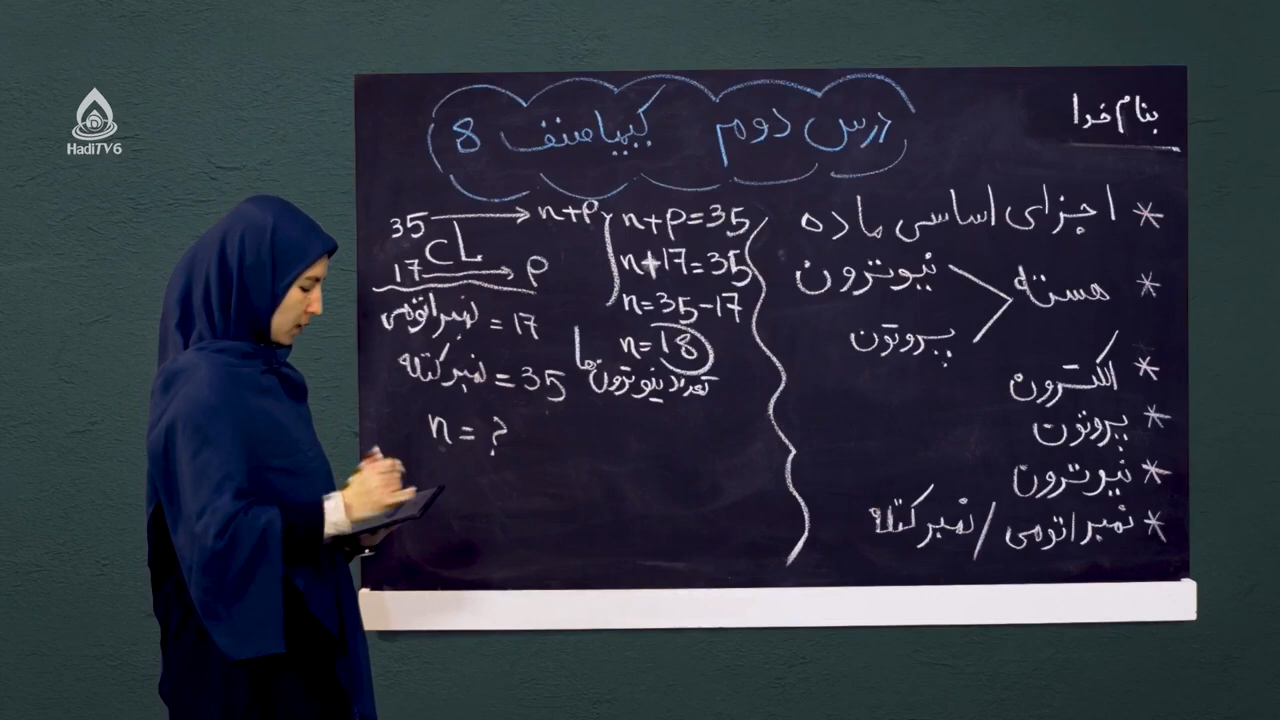 بنام خدا
درس دوم کیمیا صنف 8
* اجزای اساسی ماده
* هسته
نیوترون
پروتون
* الکترون
* پروتون
* نیوترون
* نمبر اتومی / نمبر کتله
35 → n+p
CL
17 → p
نمبر اتومی = 17
نمبر کتله = 35
n = ?
n+p=35
n+17=35
n=35-17
n=18
تعداد نیوترون ها
HadiTV6